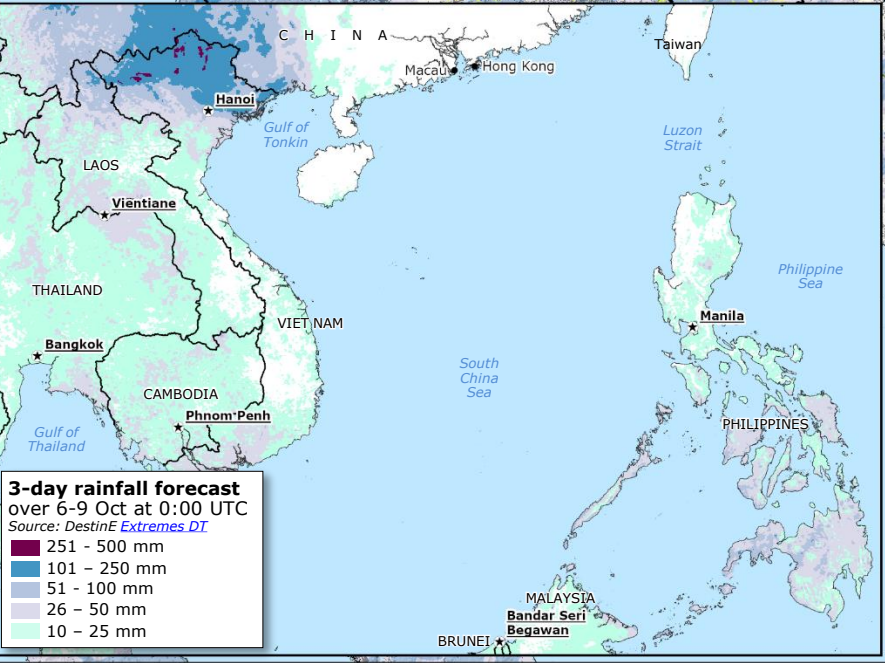 C H I N A
Taiwan
Macau
Hong Kong
Hanoi
Gulf of
Tonkin
Luzon
Strait
LAOS
Viëntiane
Philippine
Sea
THAILAND
Manila
VIET NAM
Bangkok
South
China
Sea
CAMBODIA
Phnom-Penh
PHILIPPINES
Gulf of
Thailand
3-day rainfall forecast
over 6-9 Oct at 0:00 UTC
Source: DestinE Extremes DT
251 - 500 mm
101 – 250 mm
51 - 100 mm
26 – 50 mm
10 – 25 mm
MALAYSIA
Bandar Seri
Begawan
BRUNEI